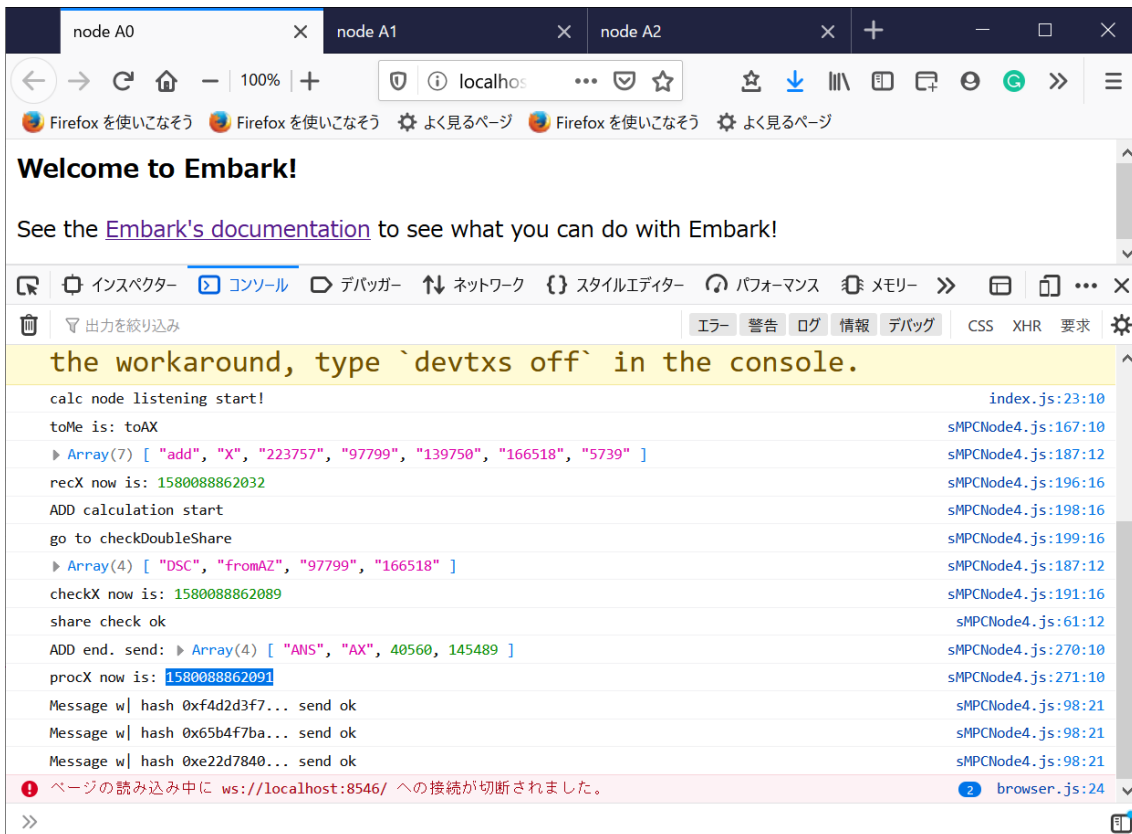 node A0
node A1
node A2
100%
localhos
Firefox を使いこなそう Firefox を使いこなそう よく見るページ Firefox を使いこなそう よく見るページ
Welcome to Embark!
See the Embark's documentation to see what you can do with Embark!
インスペクター コンソール デバッガー ネットワーク スタイルエディター パフォーマンス メモリー
出力を絞り込み エラー 警告 ログ 情報 デバッグ CSS XHR 要求
the workaround, type `devtxs off` in the console.
calc node listening start! index.js:23:10
toMe is: toAX sMPCNode4.js:167:10
Array(7) [ "add", "X", "223757", "97799", "139750", "166518", "5739" ] sMPCNode4.js:187:12
recX now is: 1580088862032 sMPCNode4.js:196:16
ADD calculation start sMPCNode4.js:198:16
go to checkDoubleShare sMPCNode4.js:199:16
Array(4) [ "DSC", "fromAZ", "97799", "166518" ] sMPCNode4.js:187:12
checkX now is: 1580088862089 sMPCNode4.js:191:16
share check ok sMPCNode4.js:61:12
ADD end. send: Array(4) [ "ANS", "AX", 40560, 145489 ] sMPCNode4.js:270:10
procX now is: 1580088862091 sMPCNode4.js:271:10
Message w| hash 0xf4d2d3f7... send ok sMPCNode4.js:98:21
Message w| hash 0x65b4f7ba... send ok sMPCNode4.js:98:21
Message w| hash 0xe22d7840... send ok sMPCNode4.js:98:21
ページの読み込み中に ws://localhost:8546/ への接続が切断されました。 2 browser.js:24